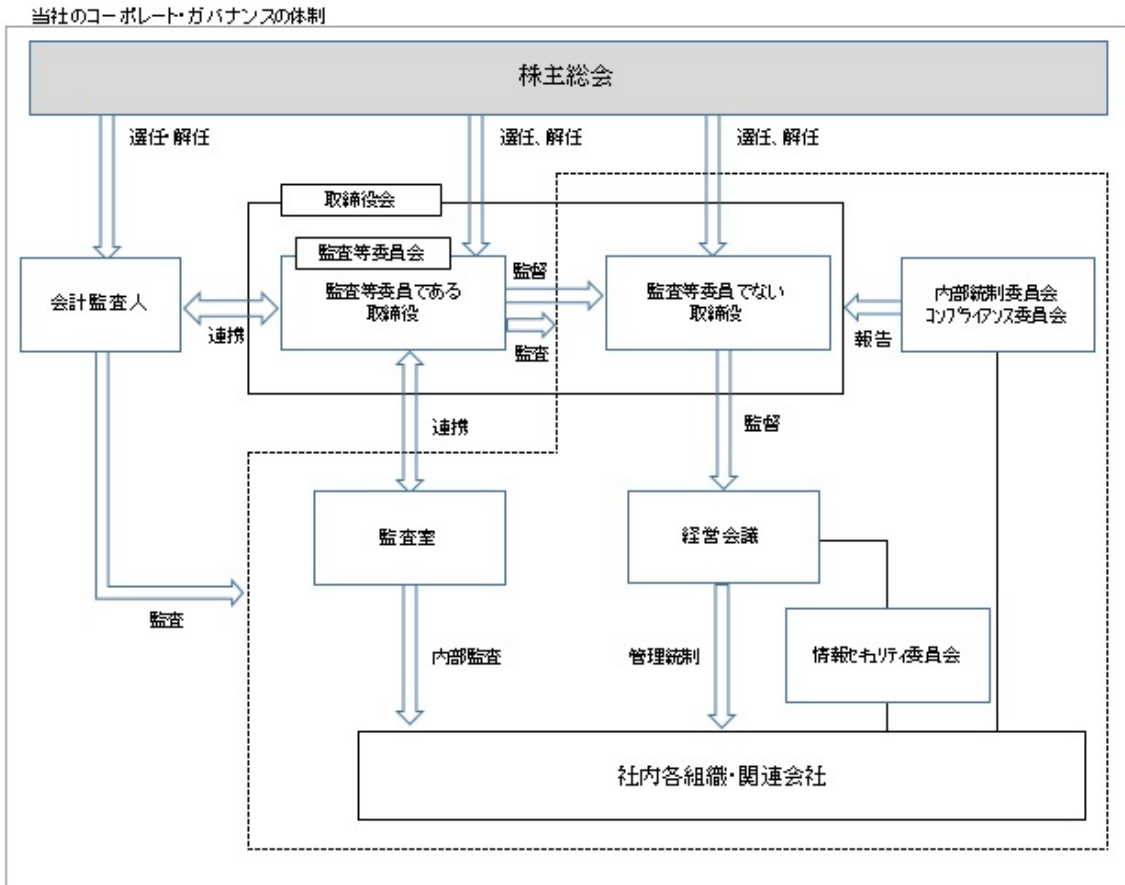 当社のコーポレート・ガバナンスの体制
株主総会
選任・解任
選任、解任
選任、解任
取締役会
監査等委員会
会計監査人
連携
監査等委員である
取締役
監督
監査
監査等委員でない
取締役
報告
内部統制委員会
コンプライアンス委員会
連携
監督
監査室
経営会議
監査
内部監査
管理統制
情報セキュリティ委員会
社内各組織・関連会社